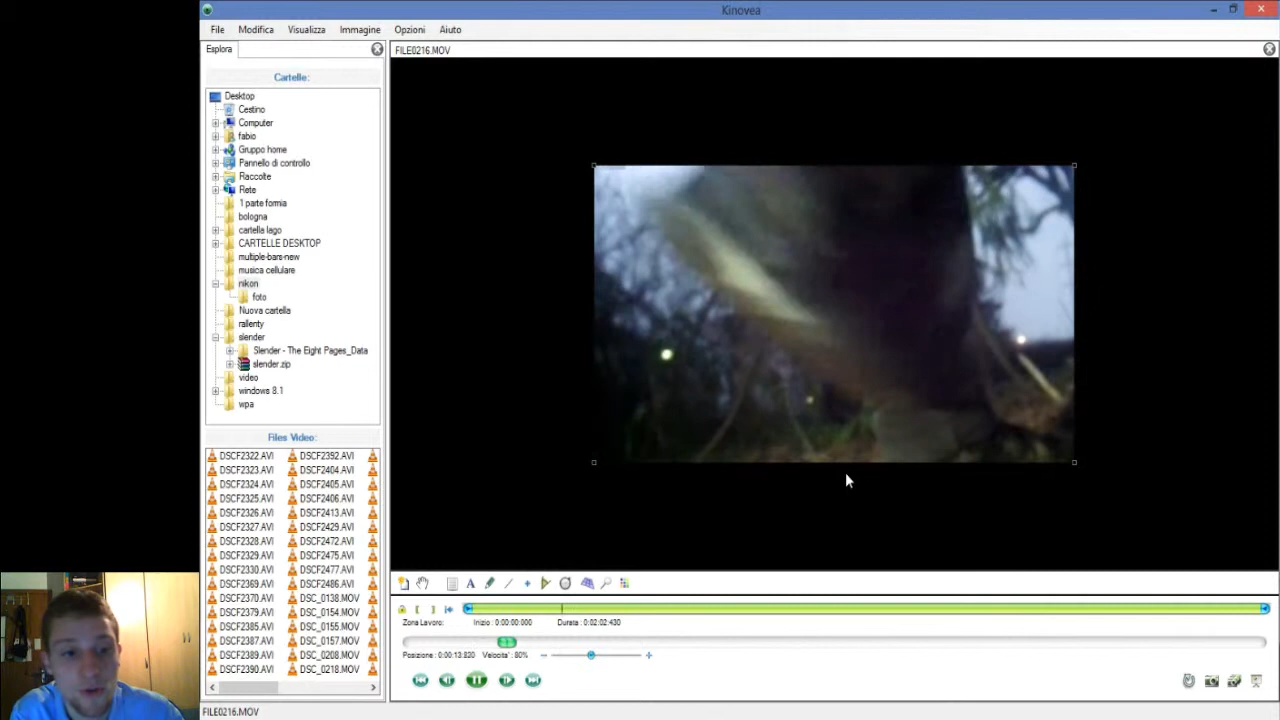 Kinovea
File Modifica Visualizza Immagine Opzioni Aiuto
Esplora
FILE0216.MOV
Cartelle:
Desktop
Cestino
Computer
fabio
Gruppo home
Pannello di controllo
Raccolte
Rete
1 parte formia
bologna
cartella lago
CARTELLE DESKTOP
multiple-bars-new
musica cellulare
nikon
foto
Nuova cartella
rallenty
slender
Slender - The Eight Pages_Data
slender.zip
video
windows 8.1
wpa
Files Video:
DSCF2322.AVI DSCF2392.AVI
DSCF2323.AVI DSCF2404.AVI
DSCF2324.AVI DSCF2405.AVI
DSCF2325.AVI DSCF2406.AVI
DSCF2326.AVI DSCF2413.AVI
DSCF2327.AVI DSCF2429.AVI
DSCF2328.AVI DSCF2472.AVI
DSCF2329.AVI DSCF2475.AVI
DSCF2330.AVI DSCF2477.AVI
DSCF2369.AVI DSCF2486.AVI
DSCF2370.AVI DSC_0138.MOV
DSCF2379.AVI DSC_0154.MOV
DSCF2385.AVI DSC_0155.MOV
DSCF2387.AVI DSC_0157.MOV
DSCF2389.AVI DSC_0208.MOV
DSCF2390.AVI DSC_0218.MOV
Zona Lavoro: Inizio : 0:00:00:000 Durata : 0:02:02:430
Posizione : 0:00:13:820 Velocita' : 80%
FILE0216.MOV